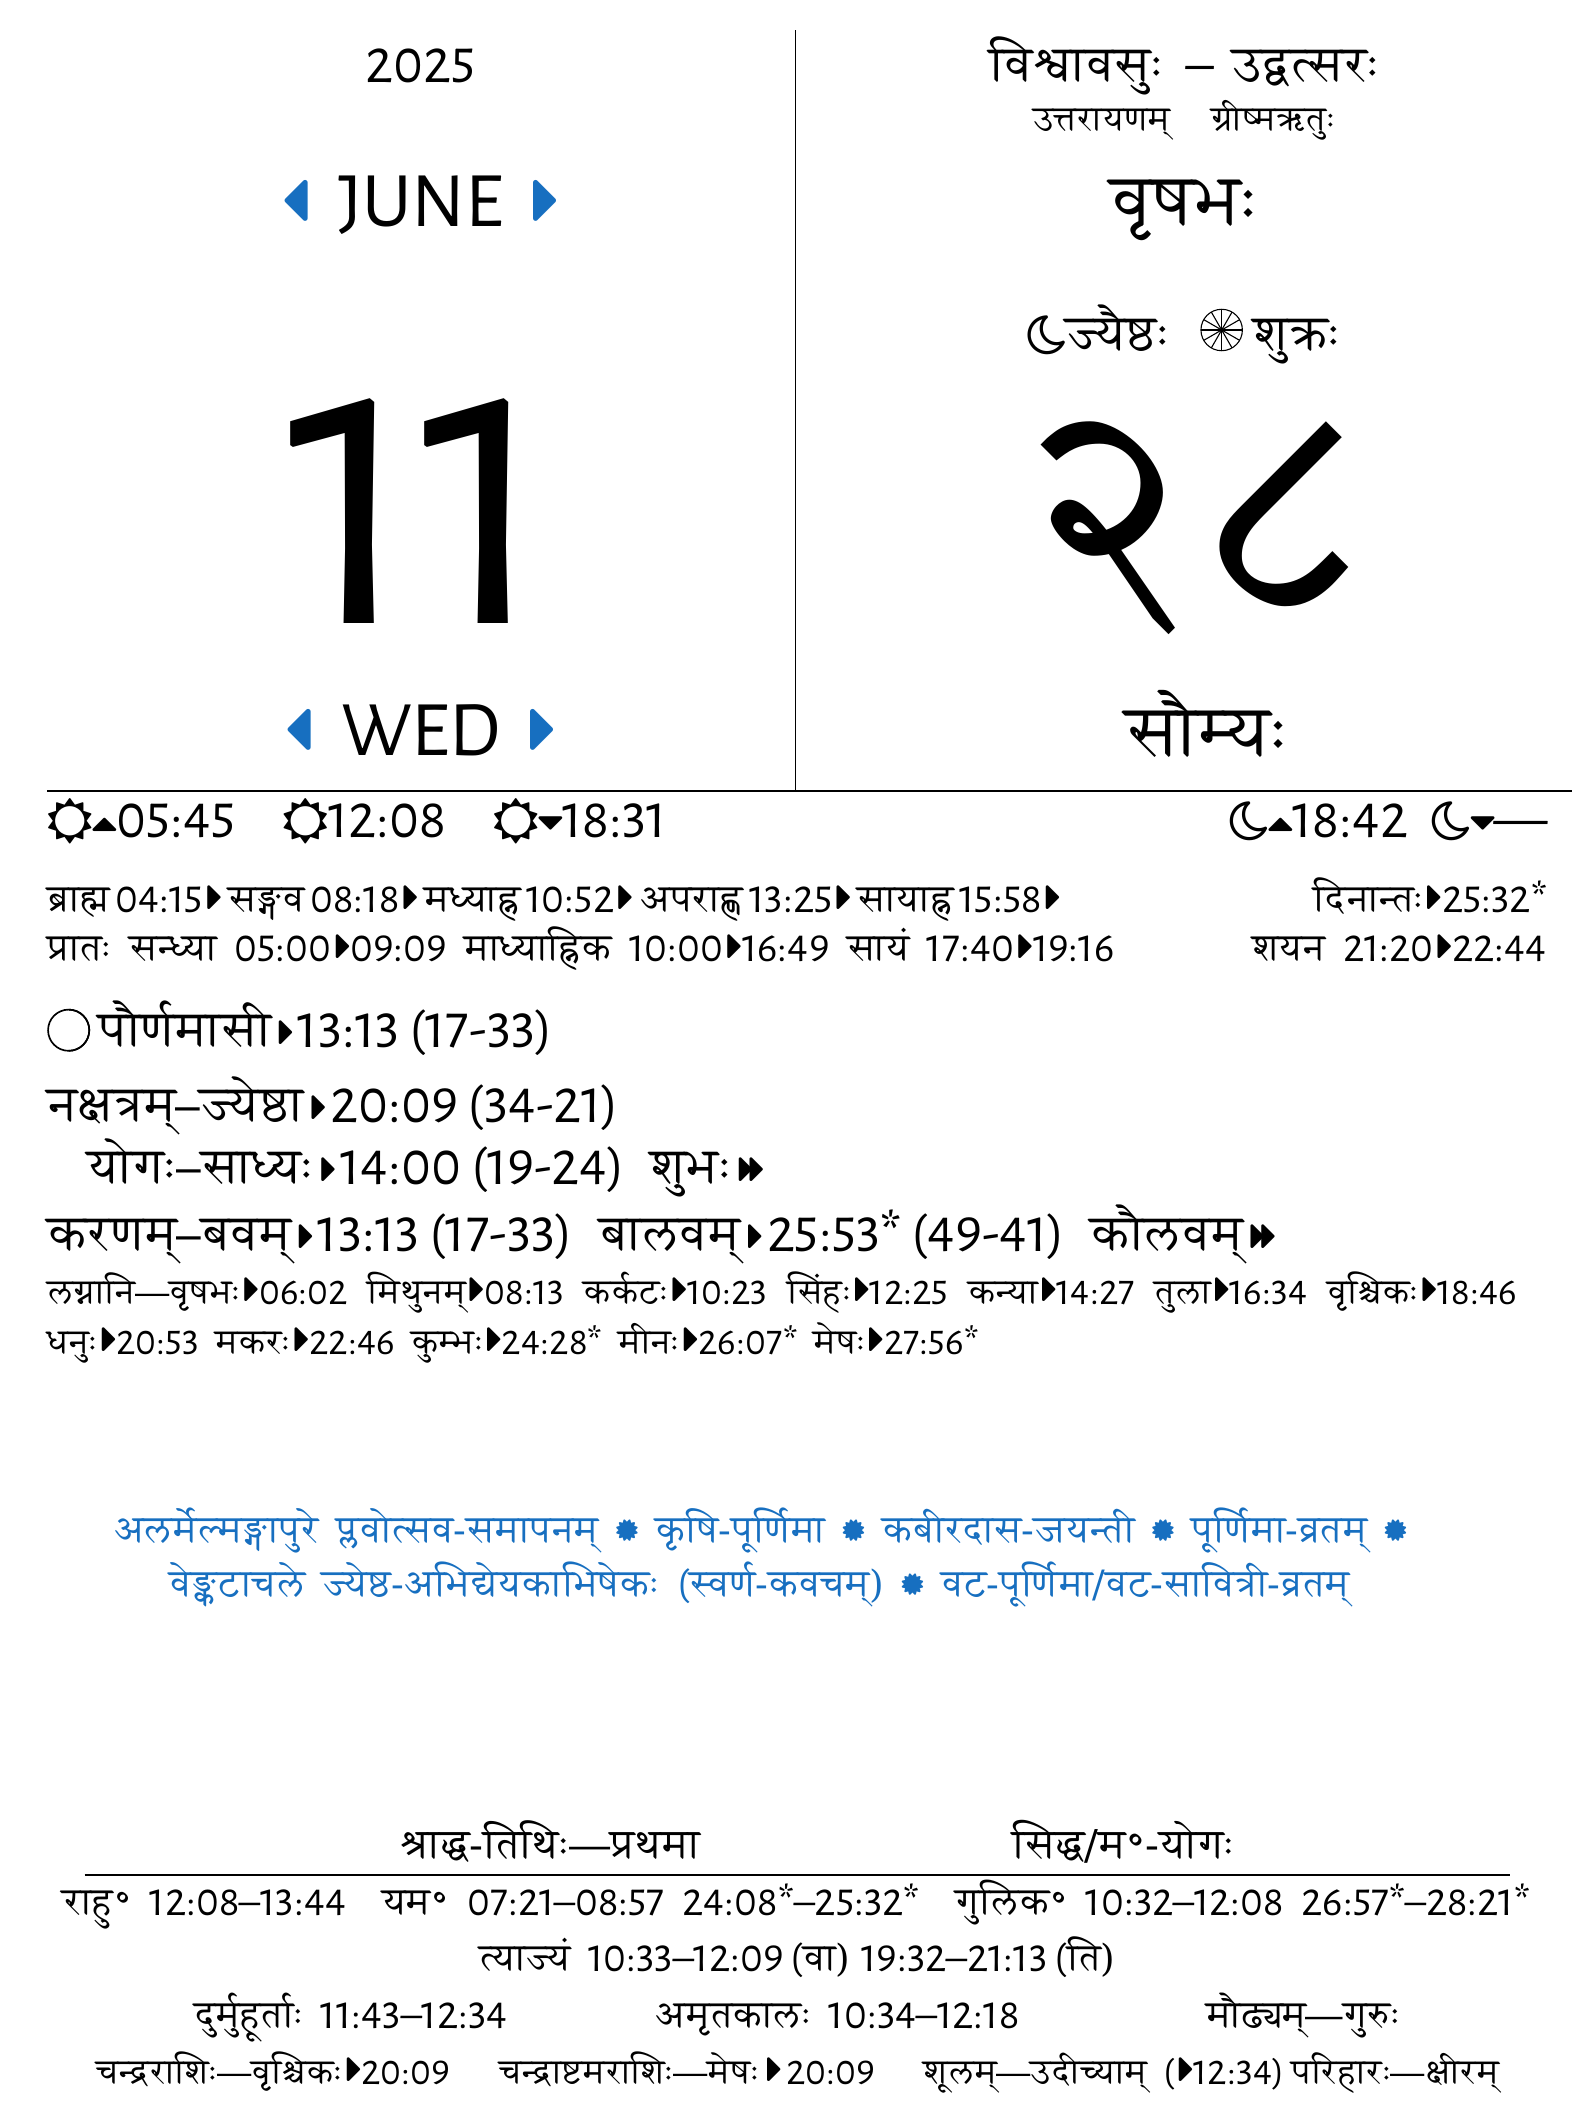 2025
JUNE
11
WED
विश्वावसुः – उद्वत्सरः
उत्तरायणम् ग्रीष्मऋतुः
वृषभः
ज्यैष्ठः शुक्रः
२८
सौम्यः
05:45 12:08 18:31 18:42 —
ब्राह्म 04:15 सङ्गव 08:18 मध्याह्न 10:52 अपराह्ण 13:25 सायाह्न 15:58 दिनान्तः 25:32*
प्रातः सन्ध्या 05:00 09:09 माध्याह्निक 10:00 16:49 सायं 17:40 19:16 शयन 21:20 22:44
पौर्णमासी 13:13 (17-33)
नक्षत्रम्–ज्येष्ठा 20:09 (34-21)
योगः–साध्यः 14:00 (19-24) शुभः
करणम्–बवम् 13:13 (17-33) बालवम् 25:53* (49-41) कौलवम्
लग्नानि—वृषभः 06:02 मिथुनम् 08:13 कर्कटः 10:23 सिंहः 12:25 कन्या 14:27 तुला 16:34 वृश्चिकः 18:46
धनुः 20:53 मकरः 22:46 कुम्भः 24:28* मीनः 26:07* मेषः 27:56*
अलर्मेल्मङ्गापुरे प्लवोत्सव-समापनम् ✹ कृषि-पूर्णिमा ✹ कबीरदास-जयन्ती ✹ पूर्णिमा-व्रतम् ✹
वेङ्कटाचले ज्येष्ठ-अभिद्येयकाभिषेकः (स्वर्ण-कवचम्) ✹ वट-पूर्णिमा/वट-सावित्री-व्रतम्
श्राद्ध-तिथिः—प्रथमा सिद्ध/म॰-योगः
राहु॰ 12:08–13:44 यम॰ 07:21–08:57 24:08*–25:32* गुलिक॰ 10:32–12:08 26:57*–28:21*
त्याज्यं 10:33–12:09 (वा) 19:32–21:13 (ति)
दुर्मुहूर्ताः 11:43–12:34 अमृतकालः 10:34–12:18 मौढ्यम्—गुरुः
चन्द्रराशिः—वृश्चिकः 20:09 चन्द्राष्टमराशिः—मेषः 20:09 शूलम्—उदीच्याम् (12:34) परिहारः—क्षीरम्